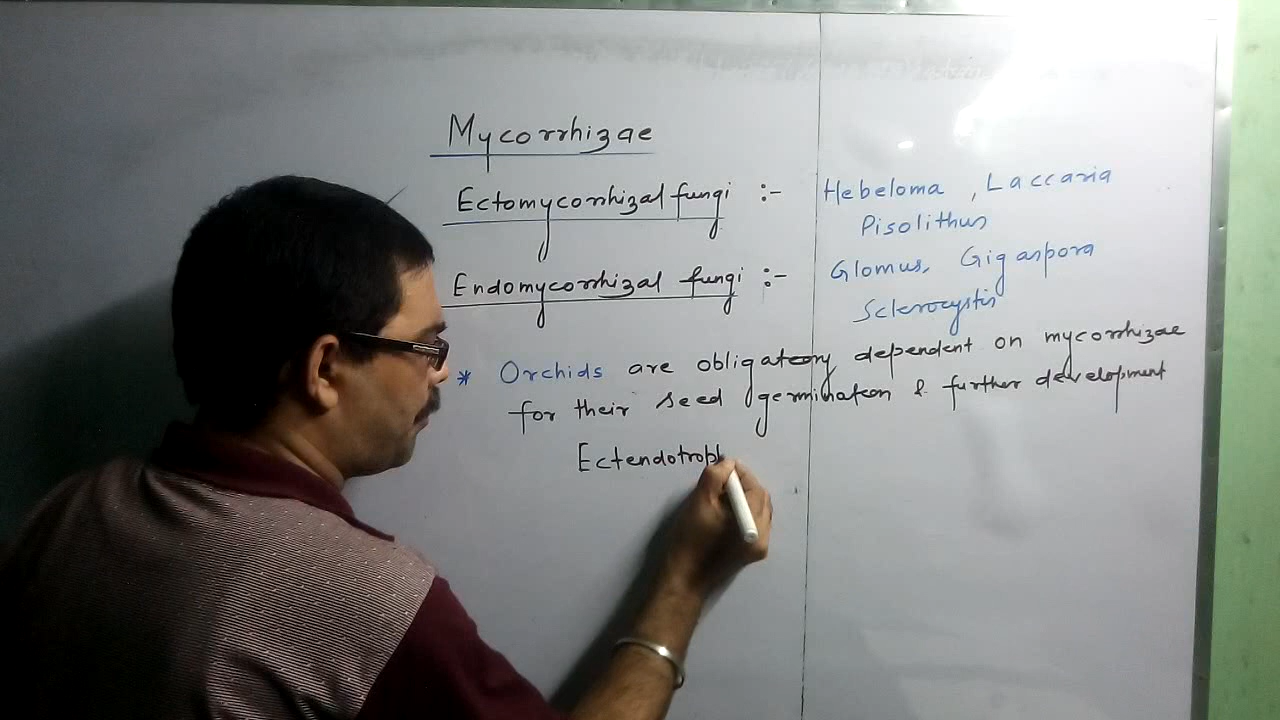 Mycorrhizae
Ectomycorrhizal fungi :- Hebeloma , Laccaria
Pisolithus
Endomycorrhizal fungi :- Glomus, Gigaspora
Sclerocystis
* Orchids are obligatory dependent on mycorrhizae
for their seed germination & further development
Ectendotroph